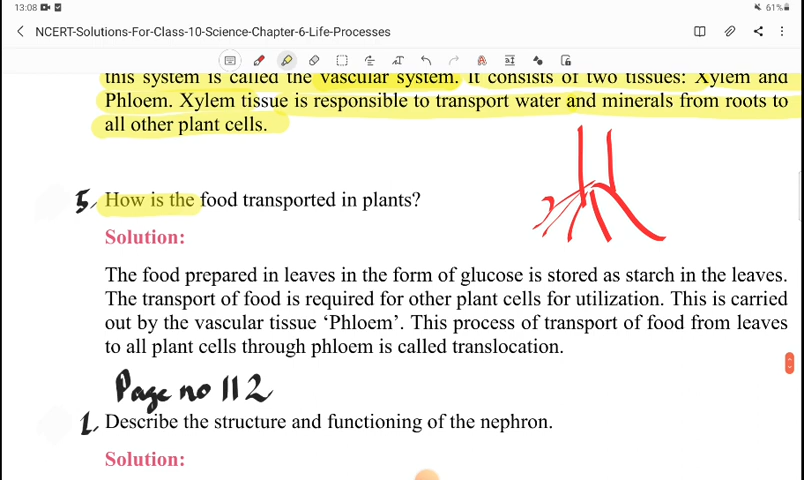 13:08
61%
NCERT-Solutions-For-Class-10-Science-Chapter-6-Life-Processes
this system is called the vascular system. It consists of two tissues: Xylem and
Phloem. Xylem tissue is responsible to transport water and minerals from roots to
all other plant cells.
5. How is the food transported in plants?
Solution:
The food prepared in leaves in the form of glucose is stored as starch in the leaves.
The transport of food is required for other plant cells for utilization. This is carried
out by the vascular tissue ‘Phloem’. This process of transport of food from leaves
to all plant cells through phloem is called translocation.
Page no 112
1. Describe the structure and functioning of the nephron.
Solution: